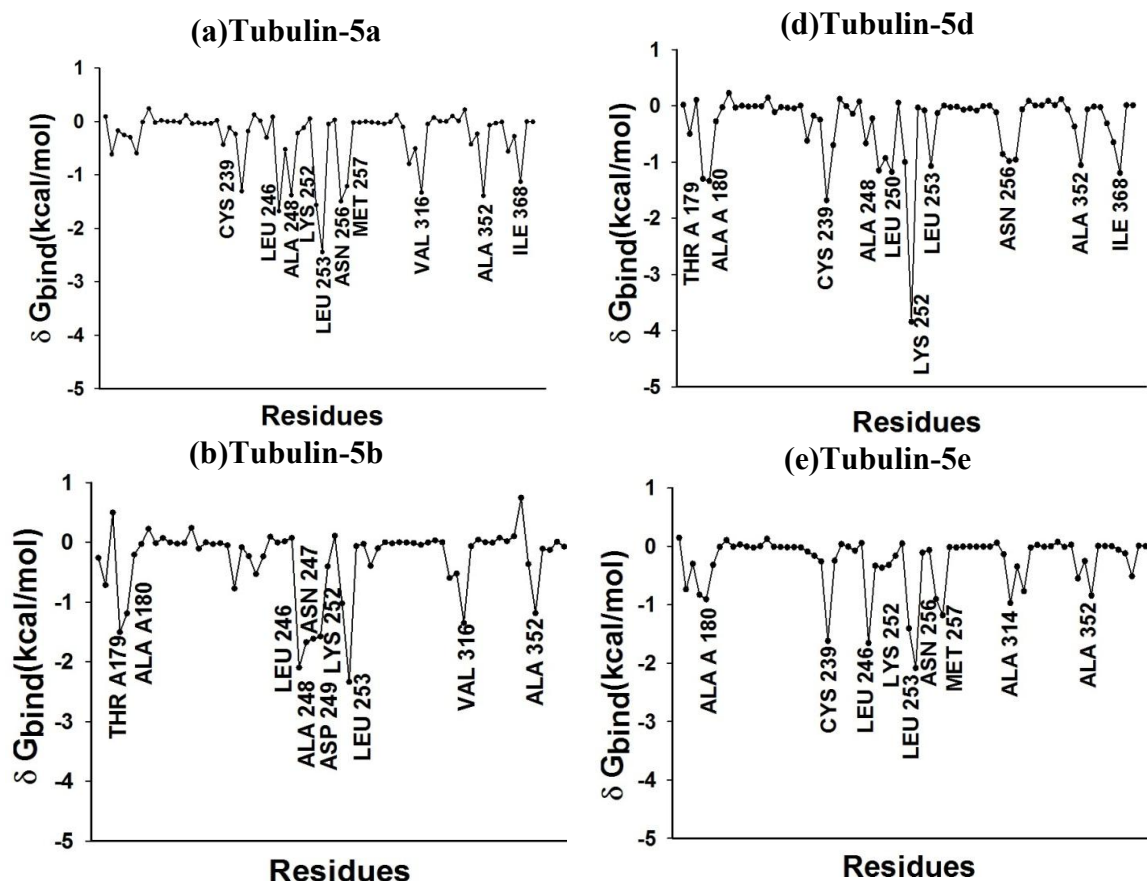 (a)Tubulin-5a
1
0
-1
-2
-3
-4
-5
δ Gbind(kcal/mol)
CYS 239
LEU 246
ALA 248
LYS 252
LEU 253
ASN 256
MET 257
VAL 316
ALA 352
ILE 368
Residues
(d)Tubulin-5d
1
0
-1
-2
-3
-4
-5
δ Gbind(kcal/mol)
THR A 179
ALA A 180
CYS 239
ALA 248
LEU 250
LYS 252
LEU 253
ASN 256
ALA 352
ILE 368
Residues
(b)Tubulin-5b
1
0
-1
-2
-3
-4
-5
δ Gbind(kcal/mol)
THR A179
ALA A180
LEU 246
ASN 247
ALA 248
ASP 249
LYS 252
LEU 253
VAL 316
ALA 352
Residues
(e)Tubulin-5e
1
0
-1
-2
-3
-4
-5
δ Gbind(kcal/mol)
ALA A 180
CYS 239
LEU 246
LYS 252
LEU 253
ASN 256
MET 257
ALA 314
ALA 352
Residues